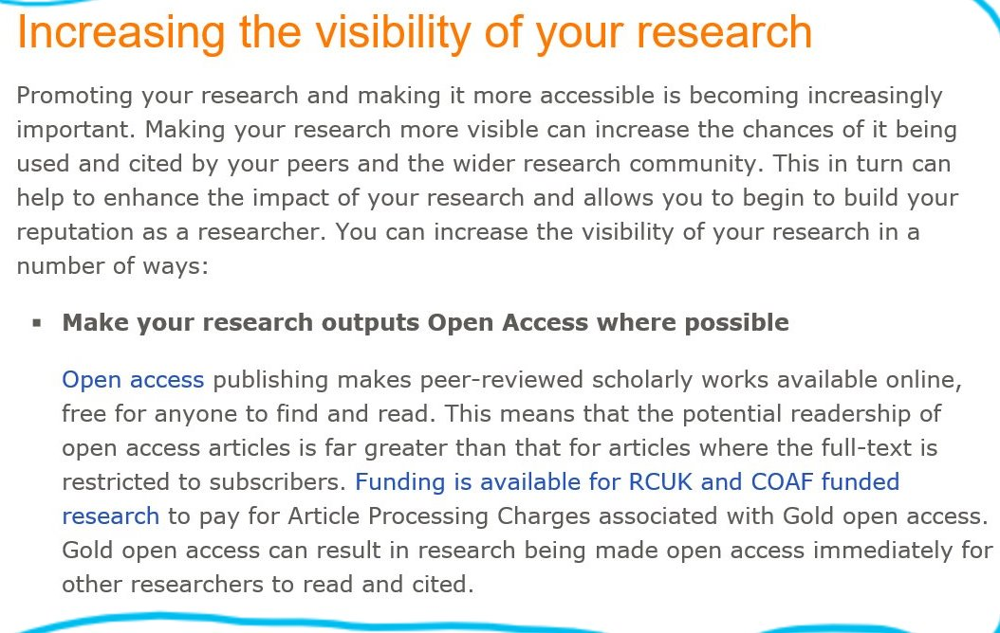 Increasing the visibility of your research
Promoting your research and making it more accessible is becoming increasingly
important. Making your research more visible can increase the chances of it being
used and cited by your peers and the wider research community. This in turn can
help to enhance the impact of your research and allows you to begin to build your
reputation as a researcher. You can increase the visibility of your research in a
number of ways:
▪ Make your research outputs Open Access where possible
Open access publishing makes peer-reviewed scholarly works available online,
free for anyone to find and read. This means that the potential readership of
open access articles is far greater than that for articles where the full-text is
restricted to subscribers. Funding is available for RCUK and COAF funded
research to pay for Article Processing Charges associated with Gold open access.
Gold open access can result in research being made open access immediately for
other researchers to read and cited.